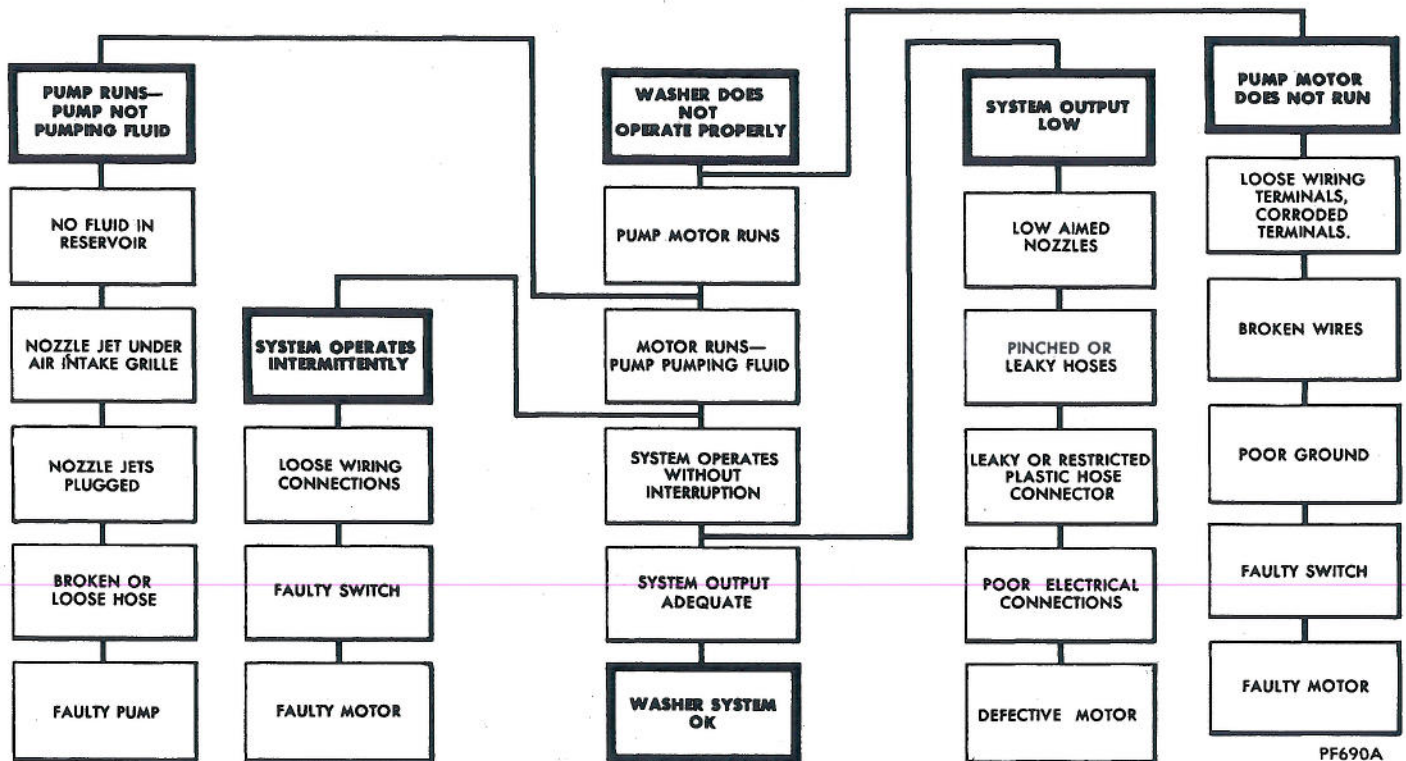 PUMP RUNS—
PUMP NOT
PUMPING FLUID
NO FLUID IN
RESERVOIR
NOZZLE JET UNDER
AIR INTAKE GRILLE
NOZZLE JETS
PLUGGED
BROKEN OR
LOOSE HOSE
FAULTY PUMP
SYSTEM OPERATES
INTERMITTENTLY
LOOSE WIRING
CONNECTIONS
FAULTY SWITCH
FAULTY MOTOR
WASHER DOES
NOT
OPERATE PROPERLY
PUMP MOTOR RUNS
MOTOR RUNS—
PUMP PUMPING FLUID
SYSTEM OPERATES
WITHOUT
INTERRUPTION
SYSTEM OUTPUT
ADEQUATE
WASHER SYSTEM
OK
SYSTEM OUTPUT
LOW
LOW AIMED
NOZZLES
PINCHED OR
LEAKY HOSES
LEAKY OR RESTRICTED
PLASTIC HOSE
CONNECTOR
POOR ELECTRICAL
CONNECTIONS
DEFECTIVE MOTOR
PUMP MOTOR
DOES NOT RUN
LOOSE WIRING
TERMINALS,
CORRODED
TERMINALS.
BROKEN WIRES
POOR GROUND
FAULTY SWITCH
FAULTY MOTOR
PF690A